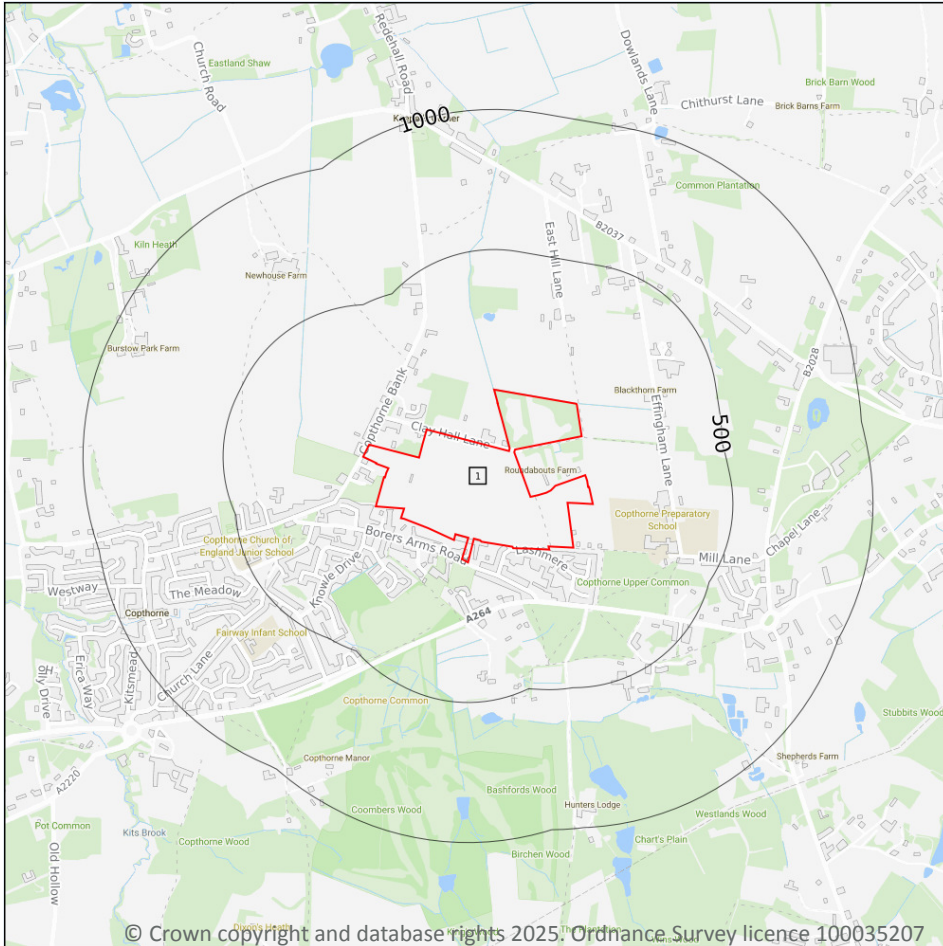 Eastland Shaw
Church Road
Redehall Road
Dowlands Lane
Brick Barn Wood
Chithurst Lane
Brick Barns Farm
1000
Common Plantation
Kiln Heath
East Hill Lane
B2037
Newhouse Farm
Burstow Park Farm
B2028
Copthorne Bank
Blackthorn Farm
Effingham Lane
500
Clay Hall Lane
1
Roundabouts Farm
Copthorne Preparatory
School
Copthorne Church of
England Junior School
Borers Arms Road
Lashmere
Mill Lane
Chapel Lane
Westway
The Meadow
Knowle Drive
Copthorne Upper Common
Copthorne
A264
Fairway Infant School
Holly Drive
Erica Way
Kitsmead
Church Lane
Copthorne Common
Stubbits Wood
Copthorne Manor
Shepherds Farm
A2220
Bashfords Wood
Hunters Lodge
Coombers Wood
Westlands Wood
Pot Common
Kits Brook
Copthorne Wood
Chart's Plain
Old Hollow
Birchen Wood
The Plantation
© Crown copyright and database rights 2025. Ordnance Survey licence 100035207